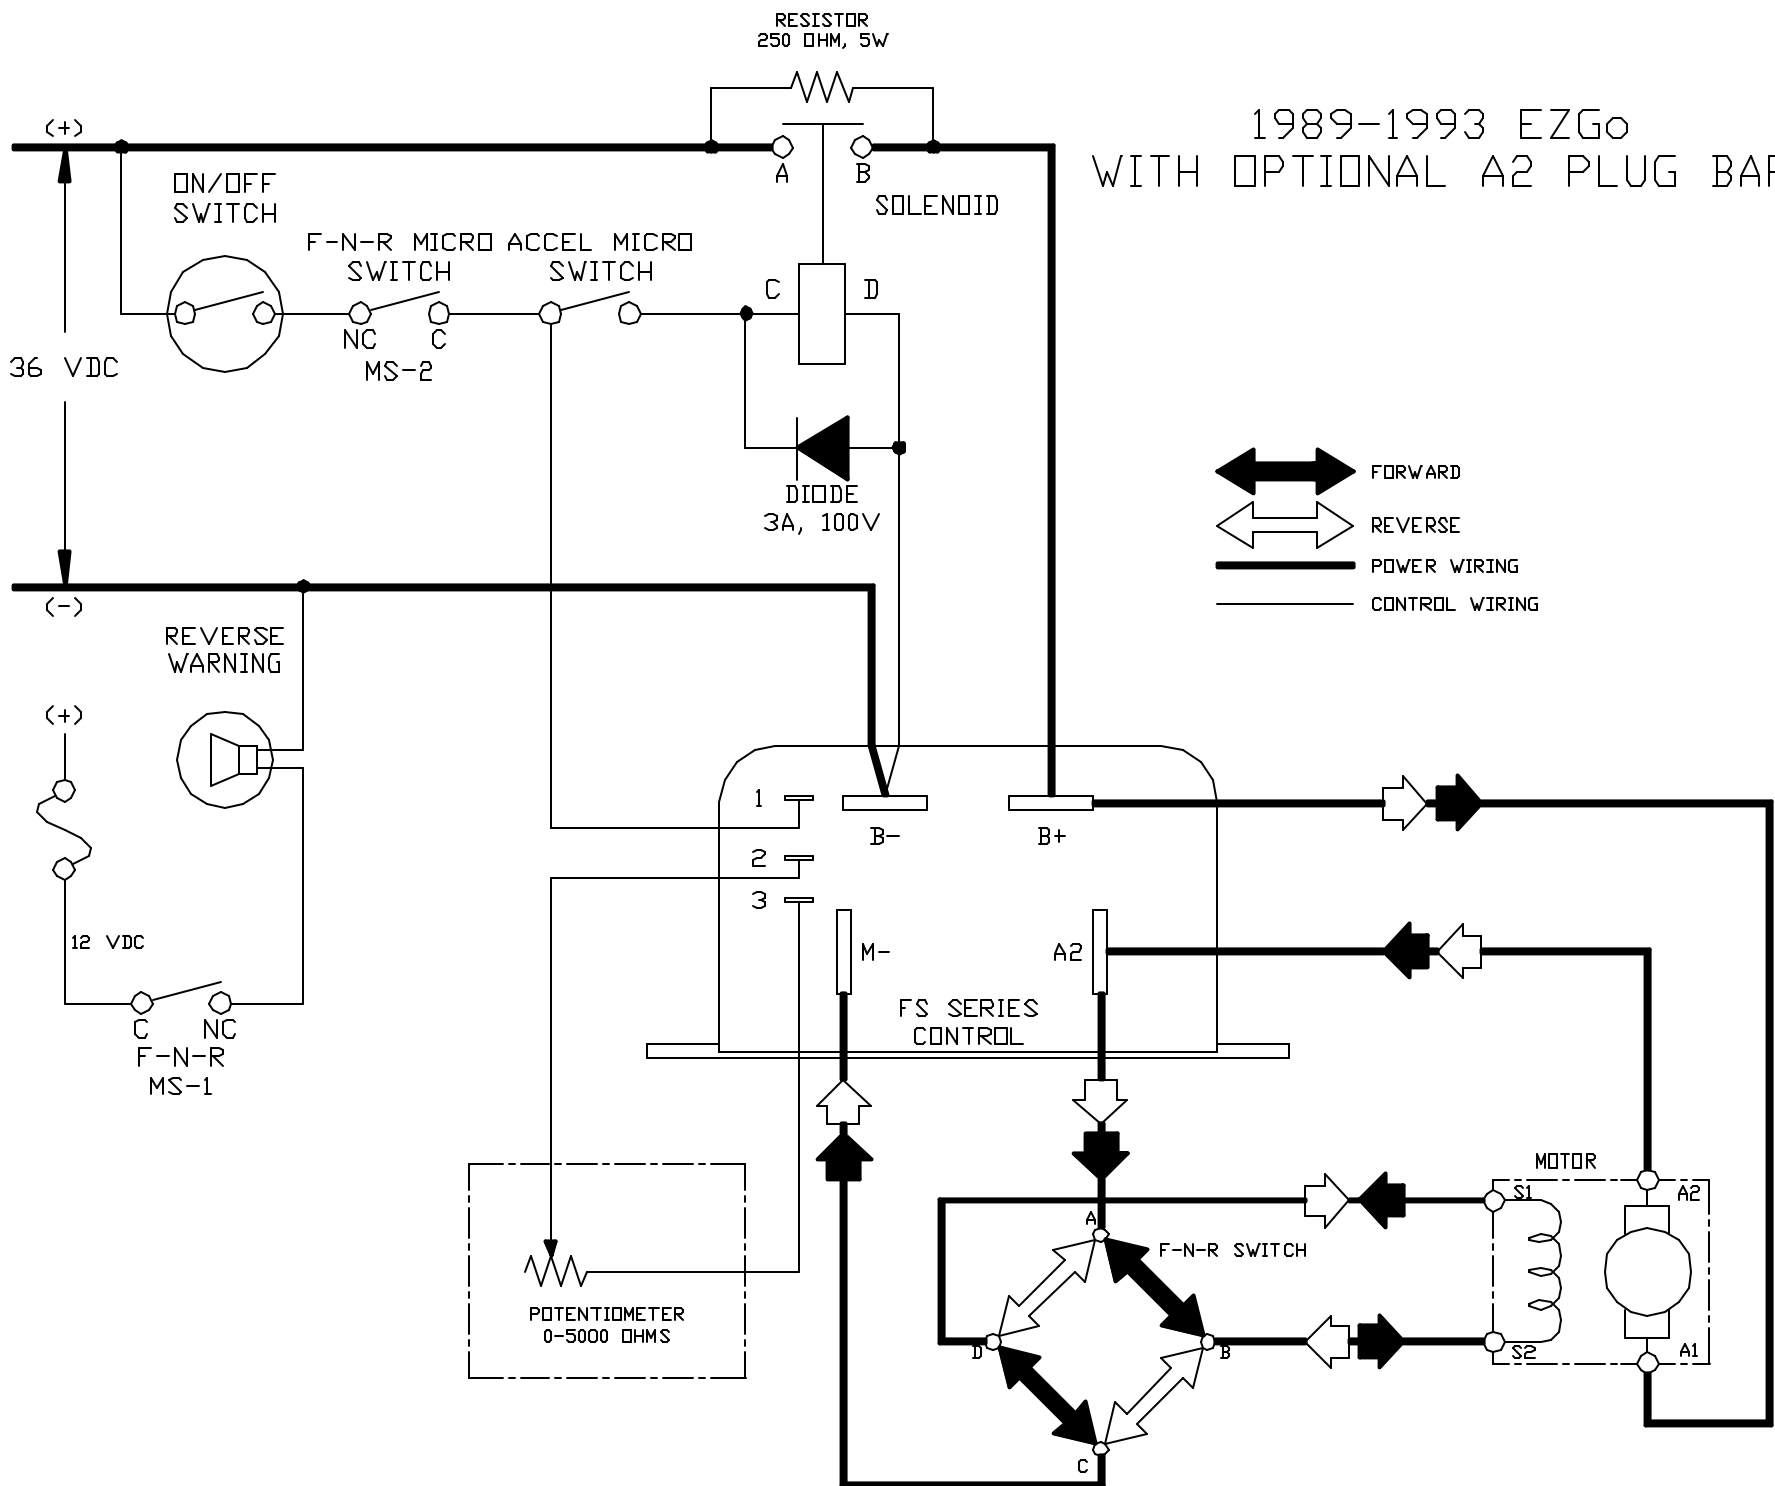 RESISTOR
250 OHM, 5W
1989-1993 EZGo
WITH OPTIONAL A2 PLUG
(+)
A
B
SOLENOID
ON/OFF
SWITCH
F-N-R MICRO
SWITCH
ACCEL MICRO
SWITCH
C
D
NC
C
MS-2
36 VDC
DIODE
3A, 100V
FORWARD
REVERSE
POWER WIRING
CONTROL WIRING
(-)
REVERSE
WARNING
(+)
1
B-
B+
2
3
12 VDC
M-
A2
FS SERIES
CONTROL
C
NC
F-N-R
MS-1
MOTOR
S1
A2
A
F-N-R SWITCH
POTENTIOMETER
0-5000 OHMS
D
B
S2
A1
C